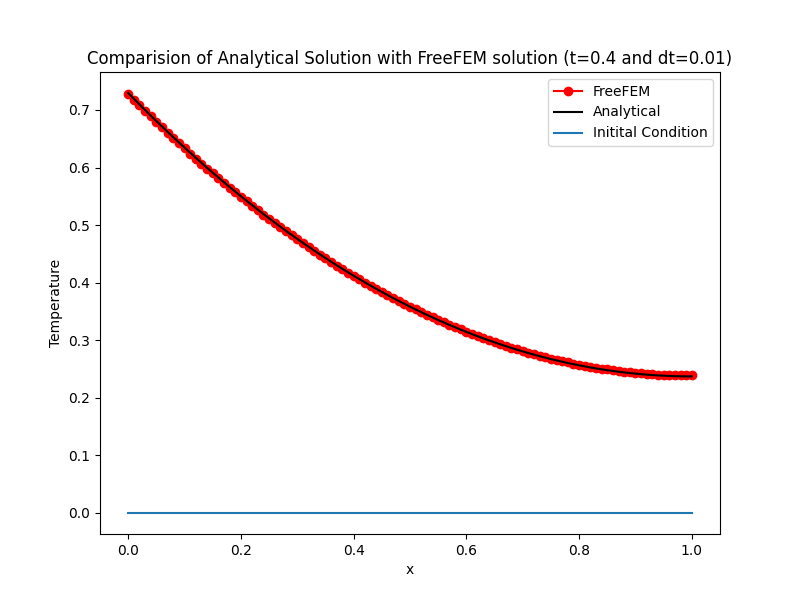 Comparision of Analytical Solution with FreeFEM solution (t=0.4 and dt=0.01)
FreeFEM
Analytical
Initital Condition
Temperature
0.7
0.6
0.5
0.4
0.3
0.2
0.1
0.0
0.0 0.2 0.4 0.6 0.8 1.0
x